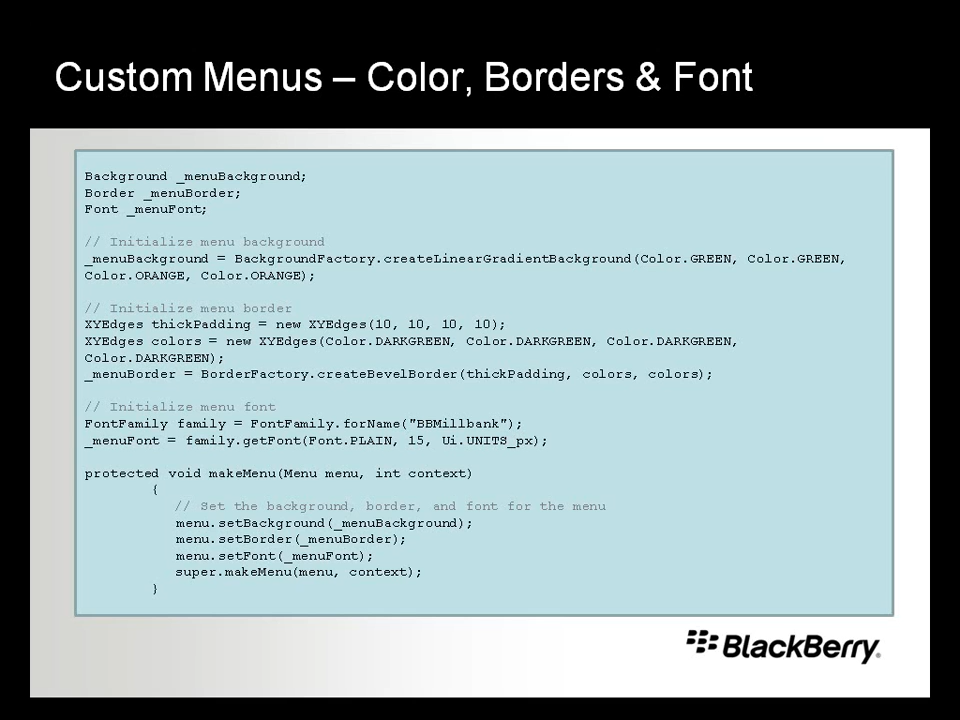 Custom Menus – Color, Borders & Font
Background _menuBackground;
Border _menuBorder;
Font _menuFont;
// Initialize menu background
_menuBackground = BackgroundFactory.createLinearGradientBackground(Color.GREEN, Color.GREEN,
Color.ORANGE, Color.ORANGE);
// Initialize menu border
XYEdges thickPadding = new XYEdges(10, 10, 10, 10);
XYEdges colors = new XYEdges(Color.DARKGREEN, Color.DARKGREEN, Color.DARKGREEN,
Color.DARKGREEN);
_menuBorder = BorderFactory.createBevelBorder(thickPadding, colors, colors);
// Initialize menu font
FontFamily family = FontFamily.forName("BBMillbank");
_menuFont = family.getFont(Font.PLAIN, 15, Ui.UNITS_px);
protected void makeMenu(Menu menu, int context)
{
// Set the background, border, and font for the menu
menu.setBackground(_menuBackground);
menu.setBorder(_menuBorder);
menu.setFont(_menuFont);
super.makeMenu(menu, context);
}
BlackBerry